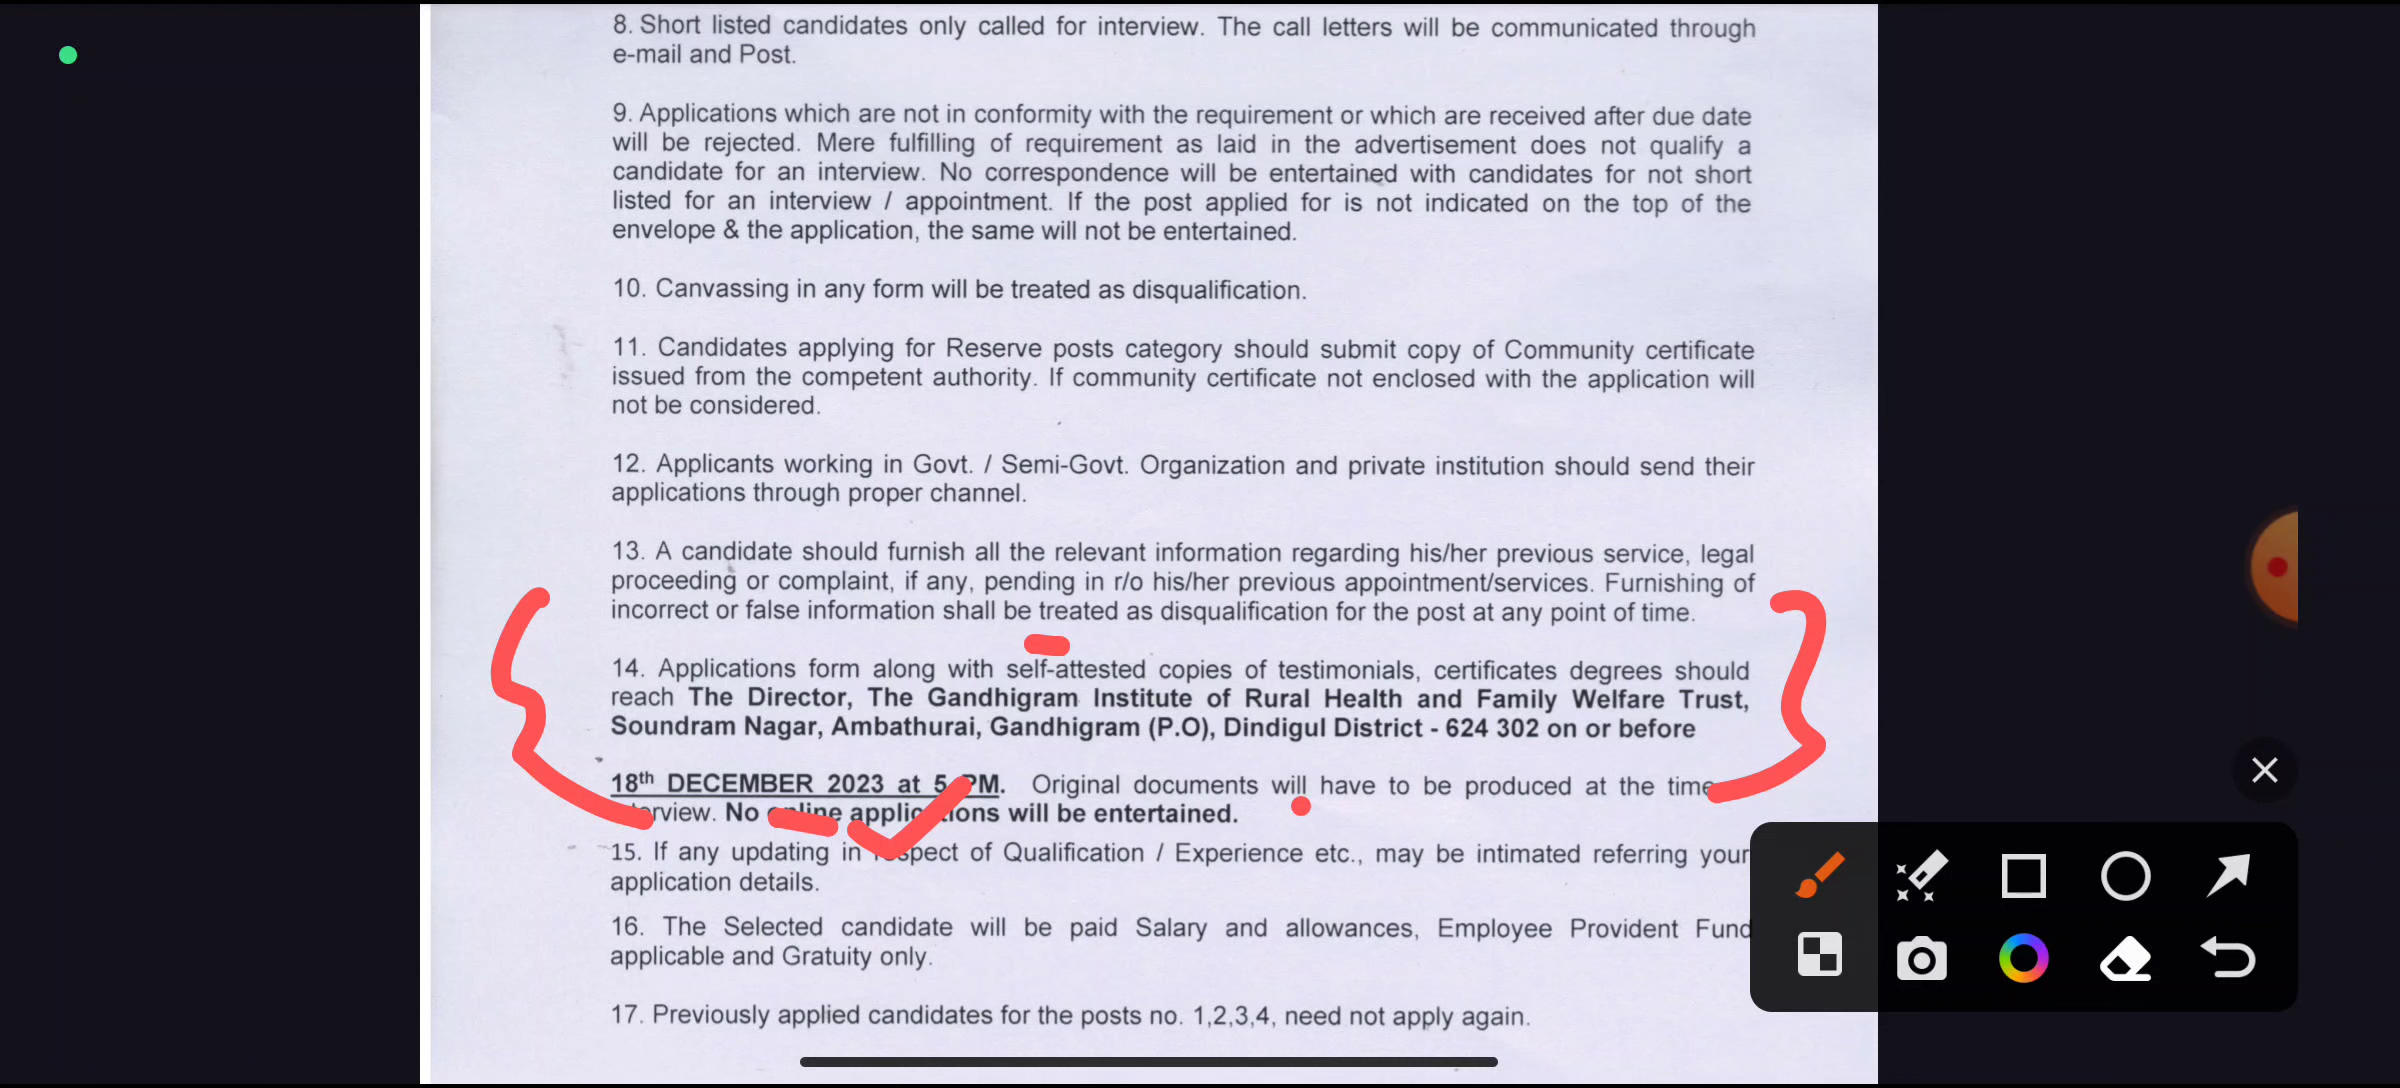 8. Short listed candidates only called for interview. The call letters will be communicated through
e-mail and Post.
9. Applications which are not in conformity with the requirement or which are received after due date
will be rejected. Mere fulfilling of requirement as laid in the advertisement does not qualify a
candidate for an interview. No correspondence will be entertained with candidates for not short
listed for an interview / appointment. If the post applied for is not indicated on the top of the
envelope & the application, the same will not be entertained.
10. Canvassing in any form will be treated as disqualification.
11. Candidates applying for Reserve posts category should submit copy of Community certificate
issued from the competent authority. If community certificate not enclosed with the application will
not be considered.
12. Applicants working in Govt. / Semi-Govt. Organization and private institution should send their
applications through proper channel.
13. A candidate should furnish all the relevant information regarding his/her previous service, legal
proceeding or complaint, if any, pending in r/o his/her previous appointment/services. Furnishing of
incorrect or false information shall be treated as disqualification for the post at any point of time.
14. Applications form along with self-attested copies of testimonials, certificates degrees should
reach The Director, The Gandhigram Institute of Rural Health and Family Welfare Trust,
Soundram Nagar, Ambathurai, Gandhigram (P.O), Dindigul District - 624 302 on or before
18th DECEMBER 2023 at 5 PM. Original documents will have to be produced at the time
No online applications will be entertained.
15. If any updating in respect of Qualification / Experience etc., may be intimated referring your
application details.
16. The Selected candidate will be paid Salary and allowances, Employee Provident Fund
applicable and Gratuity only.
17. Previously applied candidates for the posts no. 1,2,3,4, need not apply again.